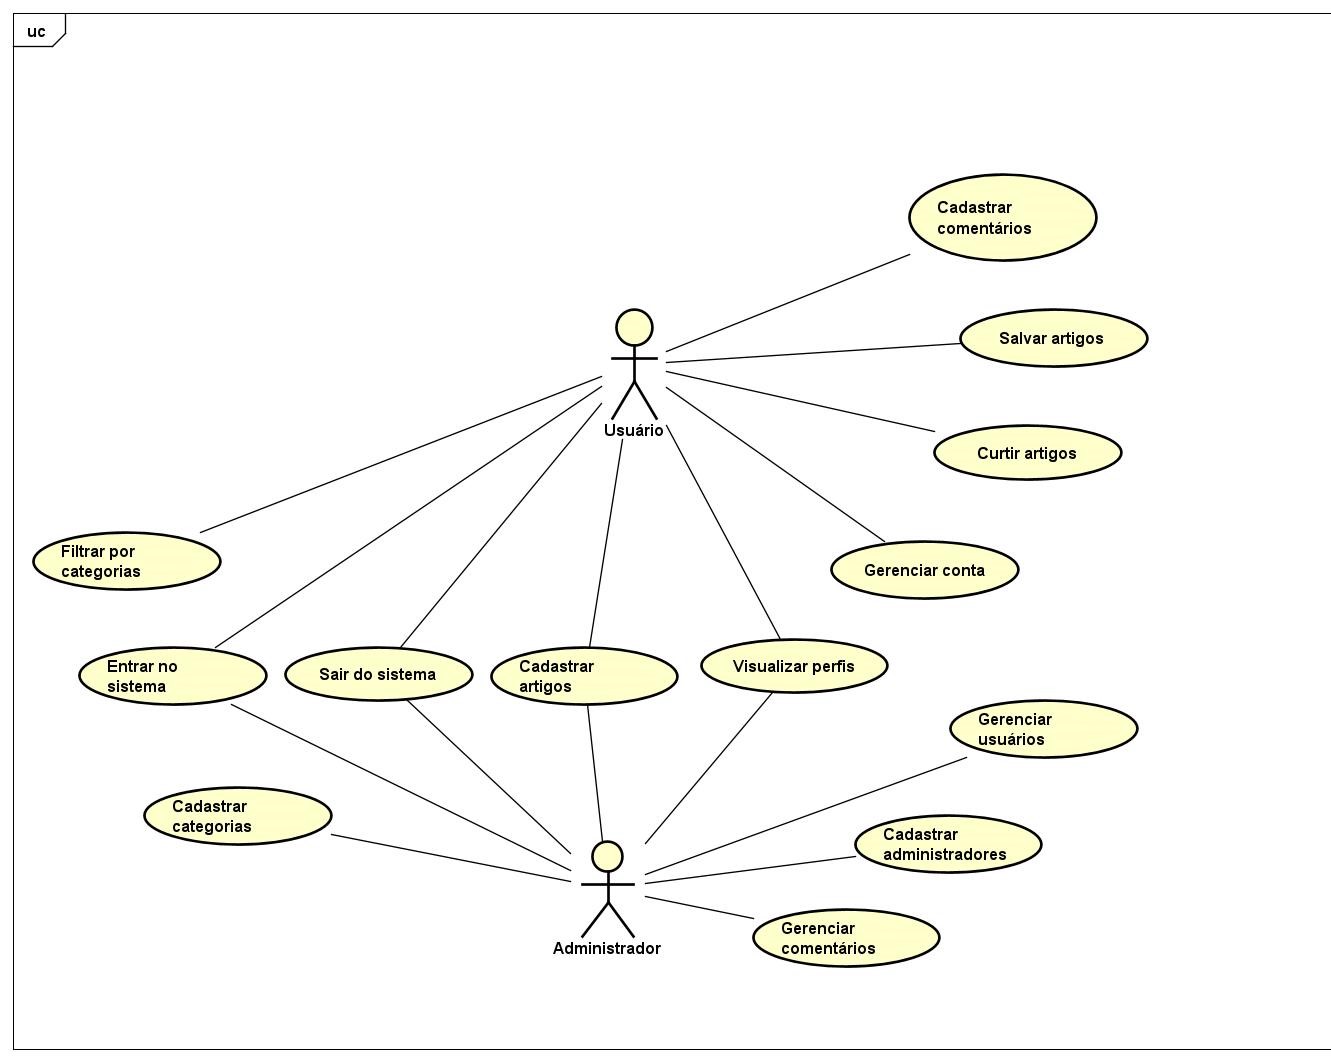 uc
Cadastrar
comentários
Salvar artigos
Usuário
Curtir artigos
Filtrar por
categorias
Gerenciar conta
Entrar no
sistema
Sair do sistema
Cadastrar
artigos
Visualizar perfis
Gerenciar
usuários
Cadastrar
categorias
Cadastrar
administradores
Administrador
Gerenciar
comentários